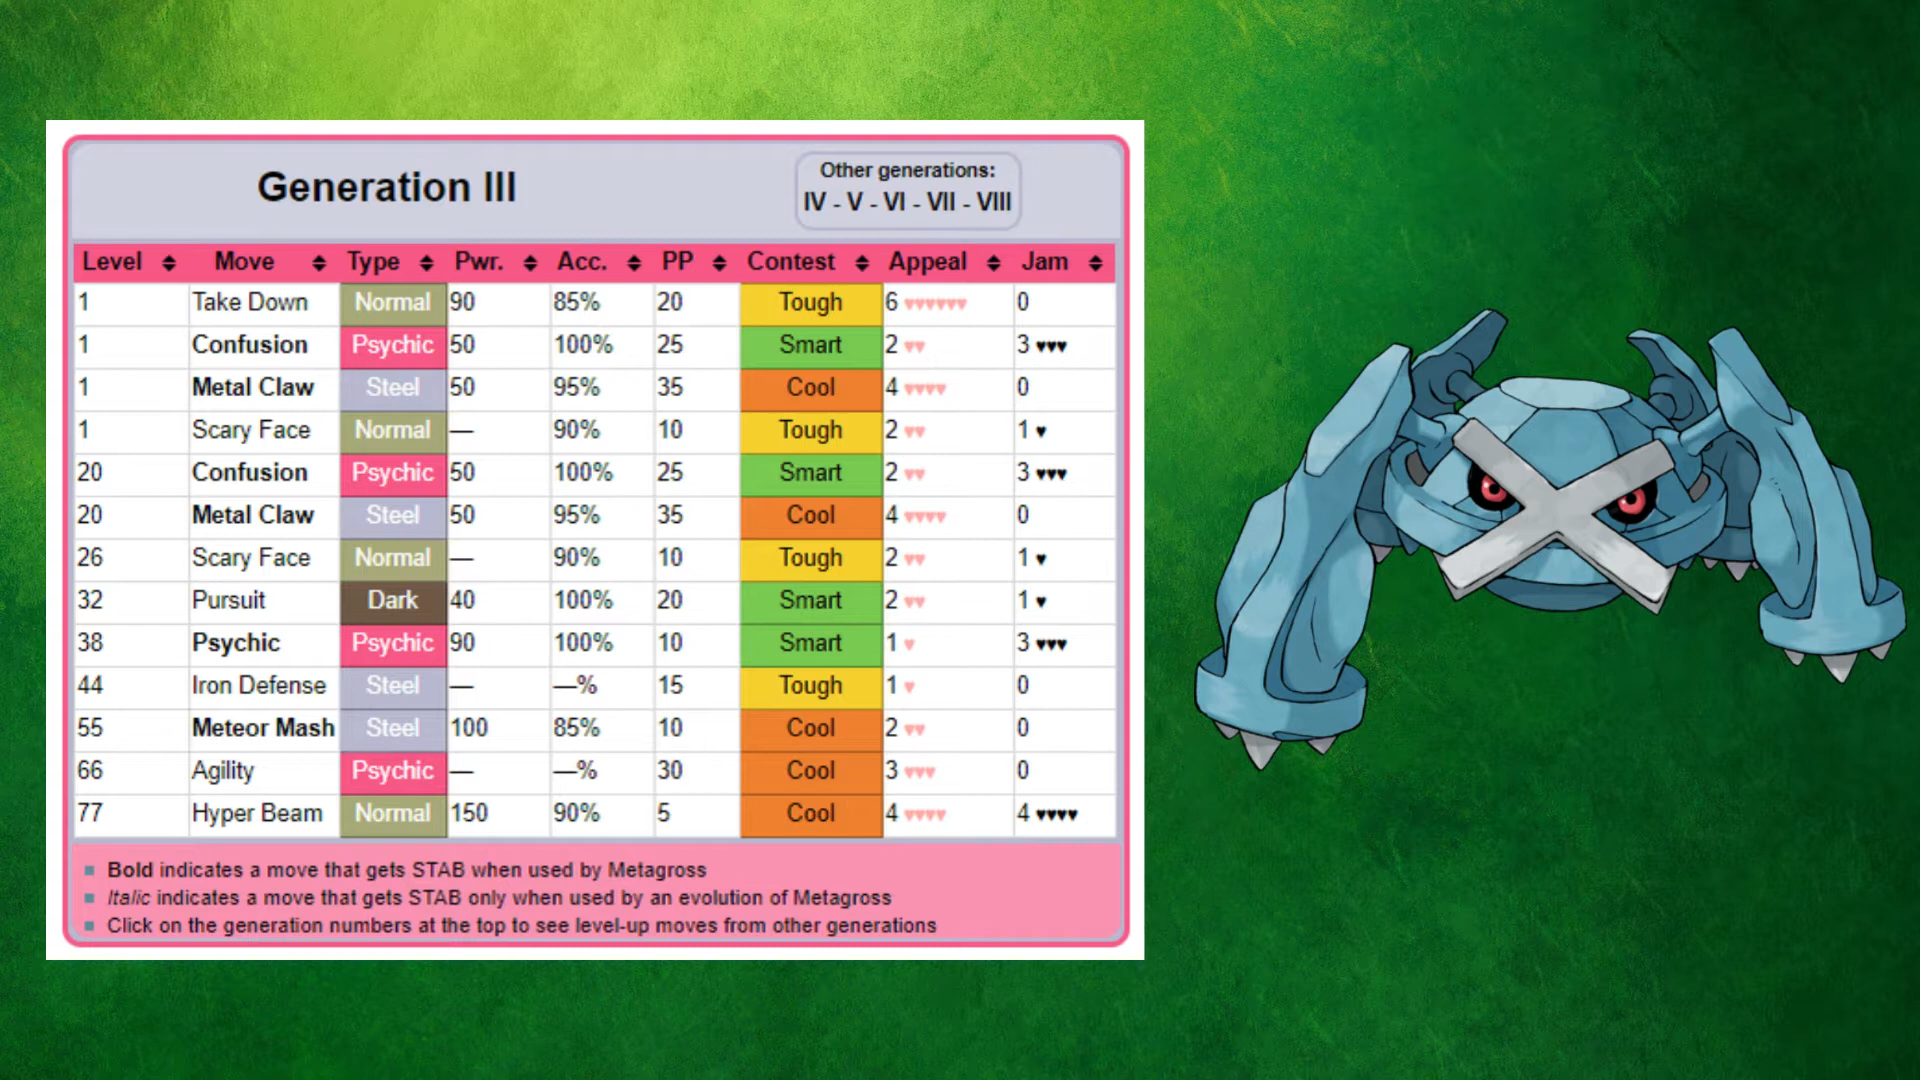 Generation III
Other generations:
IV - V - VI - VII - VIII
Level Move Type Pwr. Acc. PP Contest Appeal Jam
1 Take Down Normal 90 85% 20 Tough 6 ♥♥♥♥♥♥ 0
1 Confusion Psychic 50 100% 25 Smart 2 ♥♥ 3 ♥♥♥
1 Metal Claw Steel 50 95% 35 Cool 4 ♥♥♥♥ 0
1 Scary Face Normal — 90% 10 Tough 2 ♥♥ 1 ♥
20 Confusion Psychic 50 100% 25 Smart 2 ♥♥ 3 ♥♥♥
20 Metal Claw Steel 50 95% 35 Cool 4 ♥♥♥♥ 0
26 Scary Face Normal — 90% 10 Tough 2 ♥♥ 1 ♥
32 Pursuit Dark 40 100% 20 Smart 2 ♥♥ 1 ♥
38 Psychic Psychic 90 100% 10 Smart 1 ♥ 3 ♥♥♥
44 Iron Defense Steel — —% 15 Tough 1 ♥ 0
55 Meteor Mash Steel 100 85% 10 Cool 2 ♥♥ 0
66 Agility Psychic — —% 30 Cool 3 ♥♥♥ 0
77 Hyper Beam Normal 150 90% 5 Cool 4 ♥♥♥♥ 4 ♥♥♥♥
Bold indicates a move that gets STAB when used by Metagross
Italic indicates a move that gets STAB only when used by an evolution of Metagross
Click on the generation numbers at the top to see level-up moves from other generations